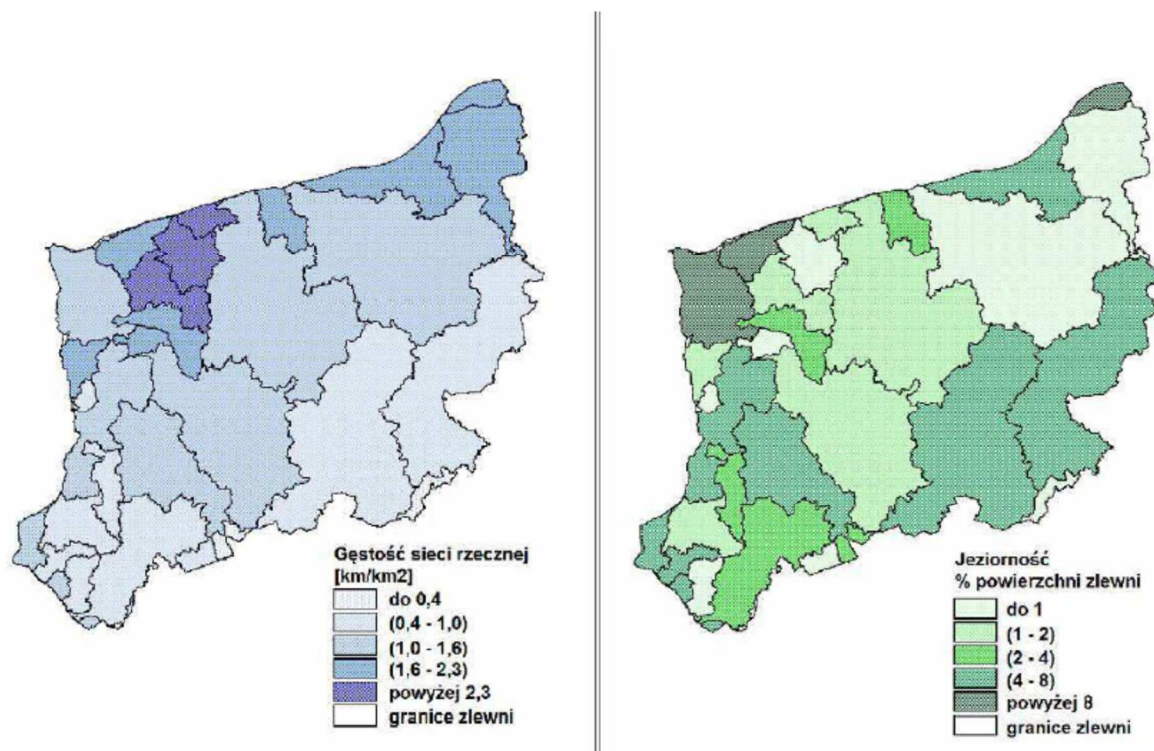 Gęstość sieci rzecznej
[km/km2]
do 0,4
(0,4 - 1,0)
(1,0 - 1,6)
(1,6 - 2,3)
powyżej 2,3
granice zlewni
Jeziorność
% powierzchni zlewni
do 1
(1 - 2)
(2 - 4)
(4 - 8)
powyżej 8
granice zlewni